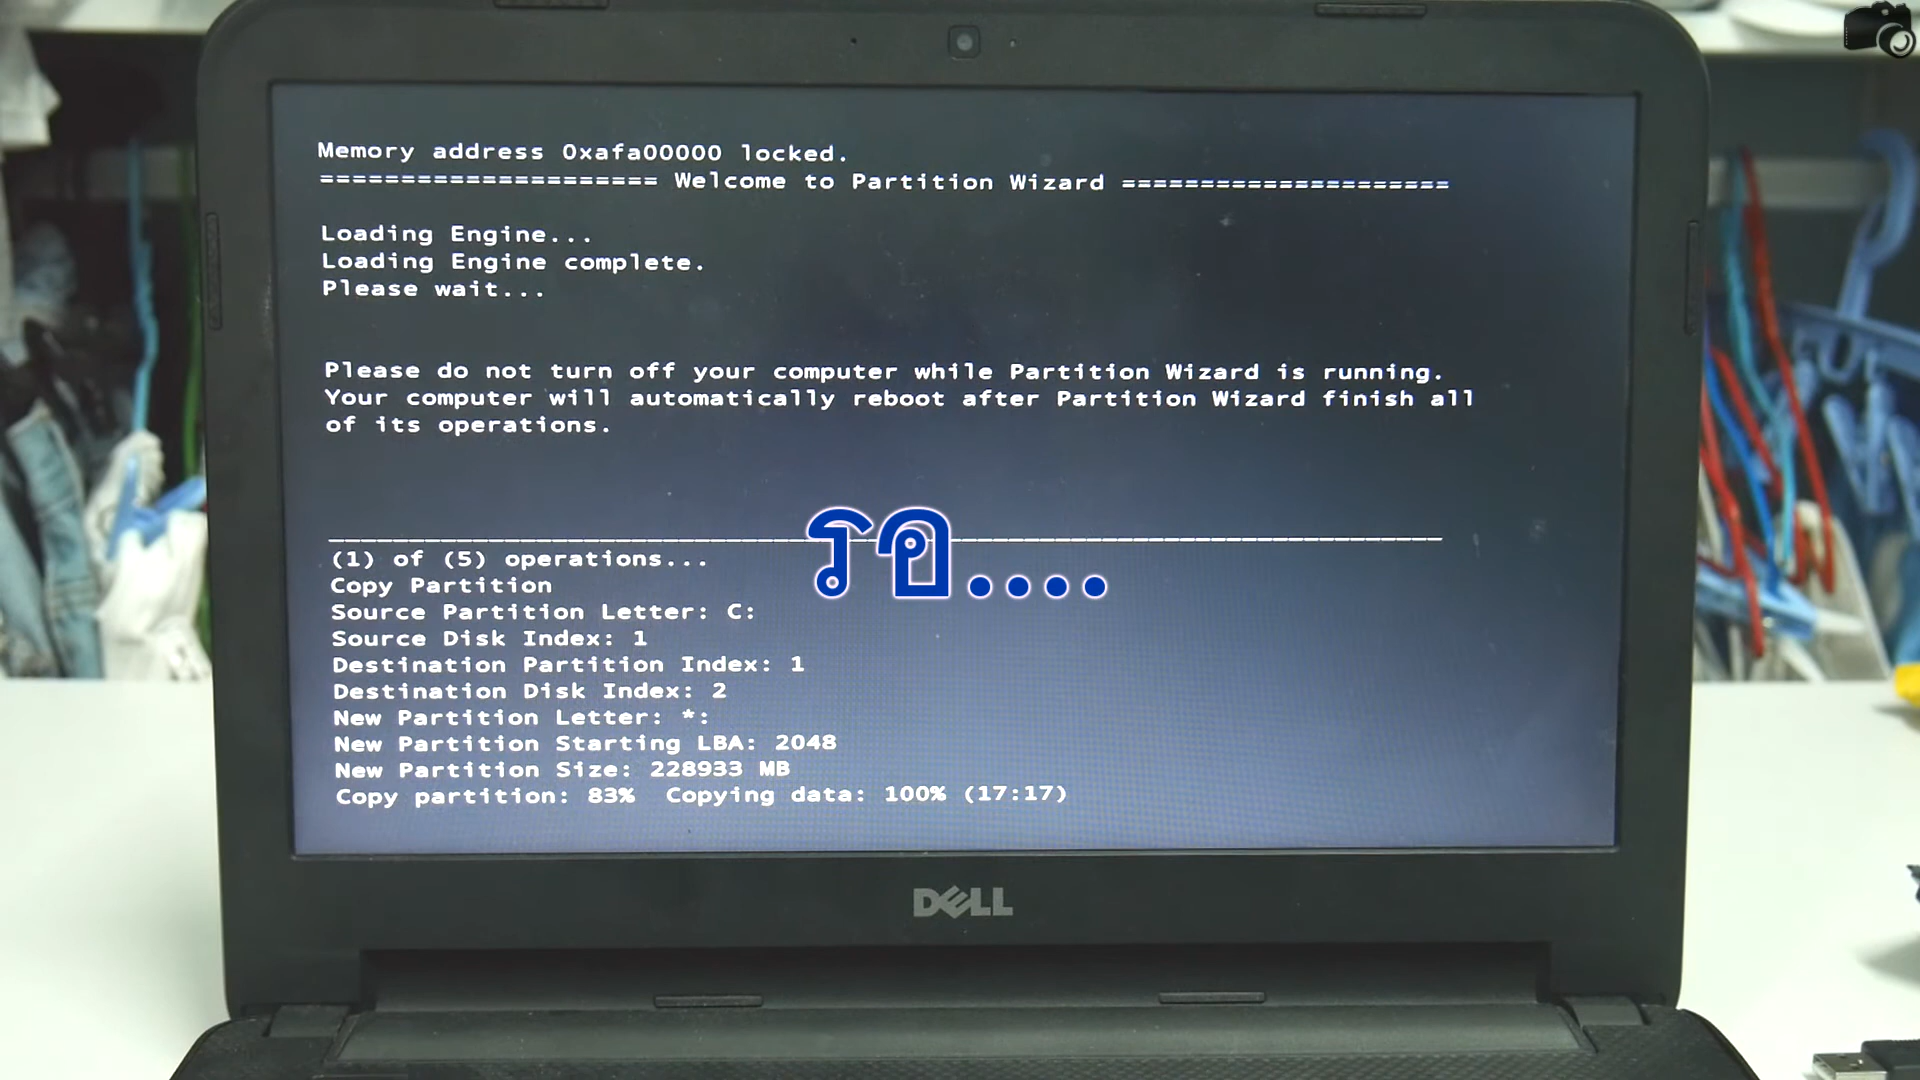 Memory address 0xafa00000 locked.
===================== Welcome to Partition Wizard =====================
Loading Engine...
Loading Engine complete.
Please wait...
Please do not turn off your computer while Partition Wizard is running.
Your computer will automatically reboot after Partition Wizard finish all
of its operations.
รอ....
(1) of (5) operations...
Copy Partition
Source Partition Letter: C:
Source Disk Index: 1
Destination Partition Index: 1
Destination Disk Index: 2
New Partition Letter: *:
New Partition Starting LBA: 2048
New Partition Size: 228933 MB
Copy partition: 83%  Copying data: 100% (17:17)
DELL